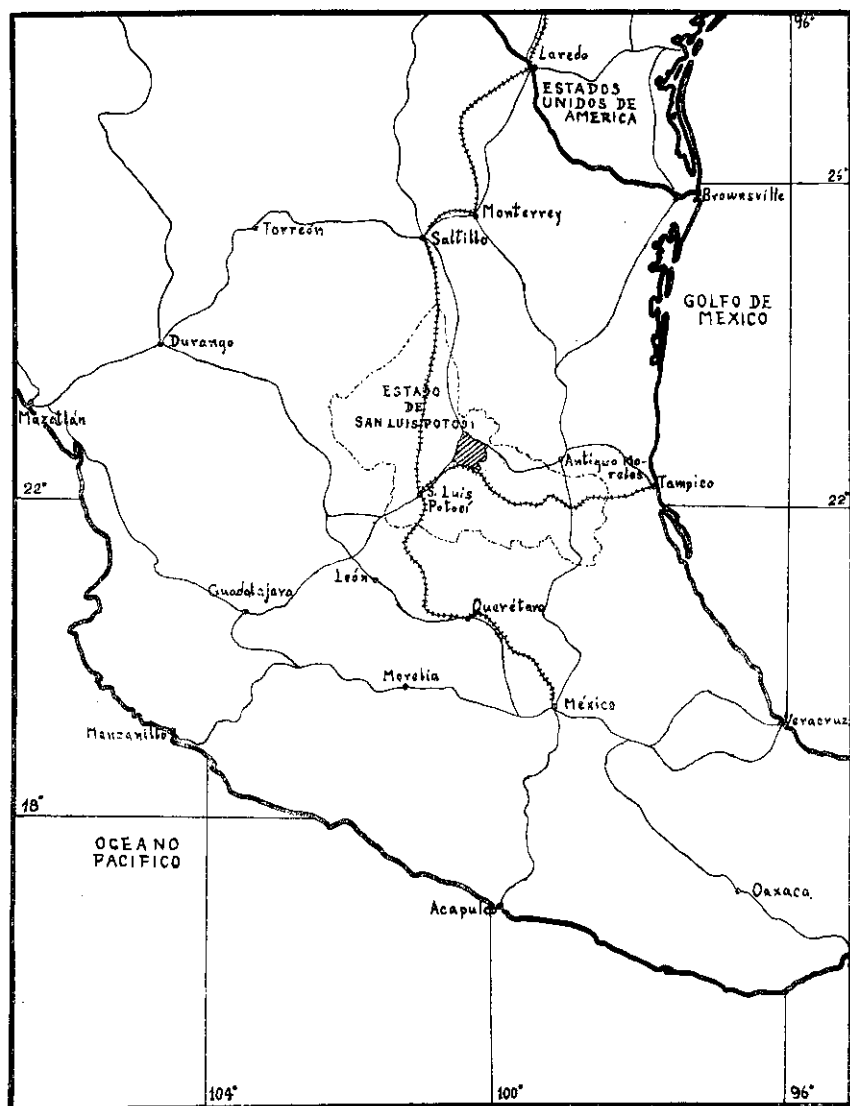 96°
Laredo
ESTADOS
UNIDOS DE
AMERICA
26°
Brownsville
Monterrey
Torreón
Saltillo
GOLFO DE
MEXICO
Durango
ESTADO
DE
SAN LUIS POTOSI
Mazatlán
Antiguo Mo-
relos
Tampico
22°
22°
S. Luis
Potosí
León
Guadalajara
Querétaro
Morelia
México
Manzanillo
Veracruz
18°
OCEANO
PACIFICO
Oaxaca
Acapulco
104°
100°
96°